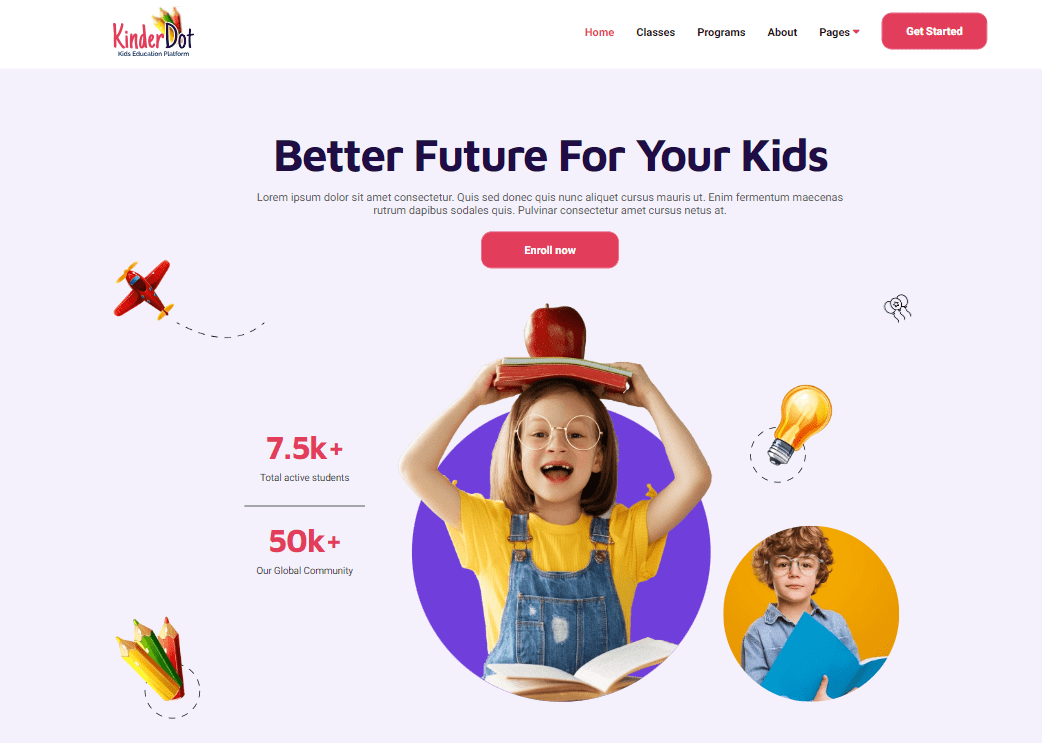 KinderDot
Kids Education Platform
Home
Classes
Programs
About
Pages
Get Started
Better Future For Your Kids
Lorem ipsum dolor sit amet consectetur. Quis sed donec quis nunc aliquet cursus mauris ut. Enim fermentum maecenas
rutrum dapibus sodales quis. Pulvinar consectetur amet cursus netus at.
Enroll now
7.5k+
Total active students
50k+
Our Global Community